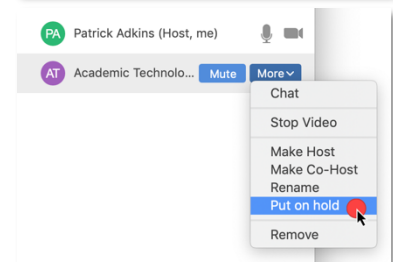 PA Patrick Adkins (Host, me)
AT Academic Technolo... Mute More
Chat
Stop Video
Make Host
Make Co-Host
Rename
Put on hold
Remove